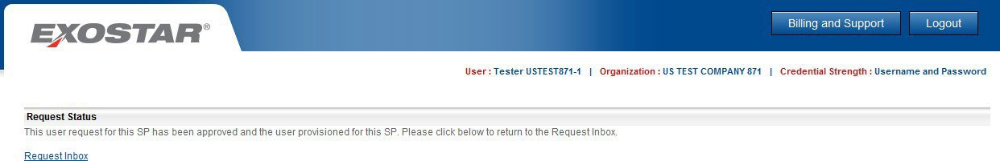 EXOSTAR®
Billing and Support Logout
User : Tester USTEST871-1 | Organization : US TEST COMPANY 871 | Credential Strength : Username and Password
Request Status
This user request for this SP has been approved and the user provisioned for this SP. Please click below to return to the Request Inbox.
Request Inbox